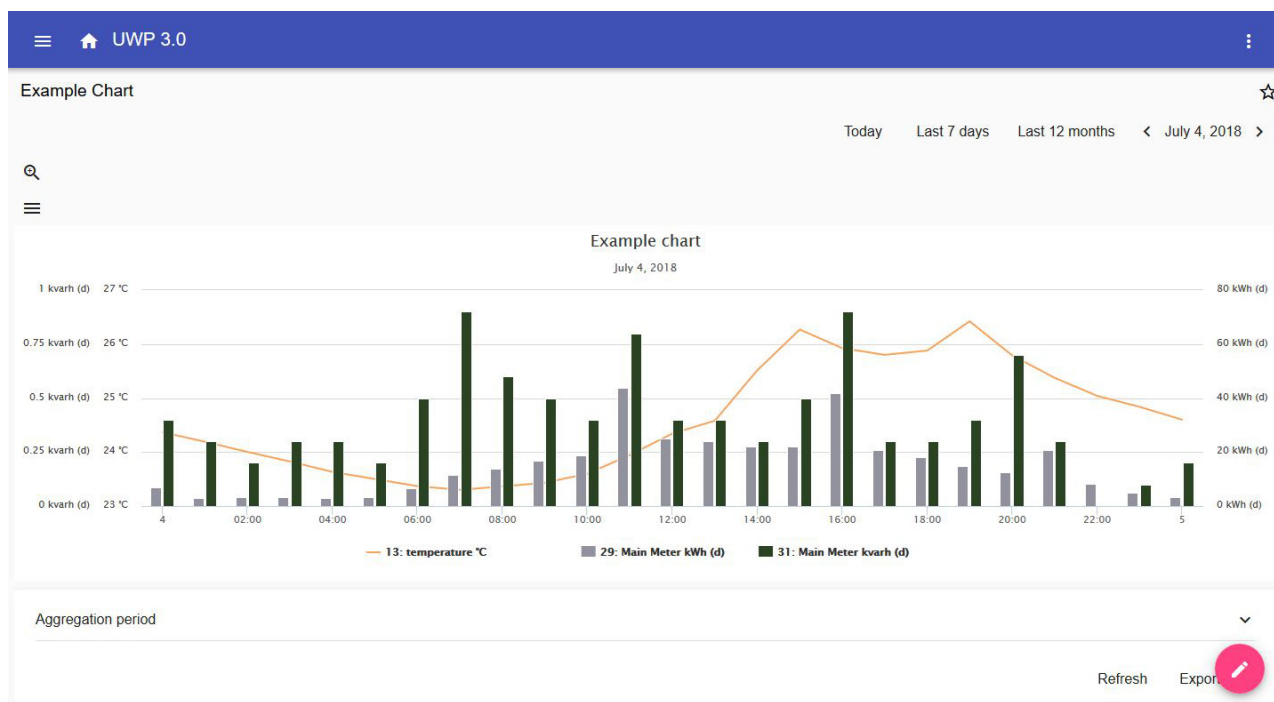 UWP 3.0
Example Chart
Today Last 7 days Last 12 months July 4, 2018
Example chart
July 4, 2018
1 kvarh (d) 27 °C 80 kWh (d)
0.75 kvarh (d) 26 °C 60 kWh (d)
0.5 kvarh (d) 25 °C 40 kWh (d)
0.25 kvarh (d) 24 °C 20 kWh (d)
0 kvarh (d) 23 °C 0 kWh (d)
4 02:00 04:00 06:00 08:00 10:00 12:00 14:00 16:00 18:00 20:00 22:00 5
13: temperature °C 29: Main Meter kWh (d) 31: Main Meter kvarh (d)
Aggregation period
Refresh Export